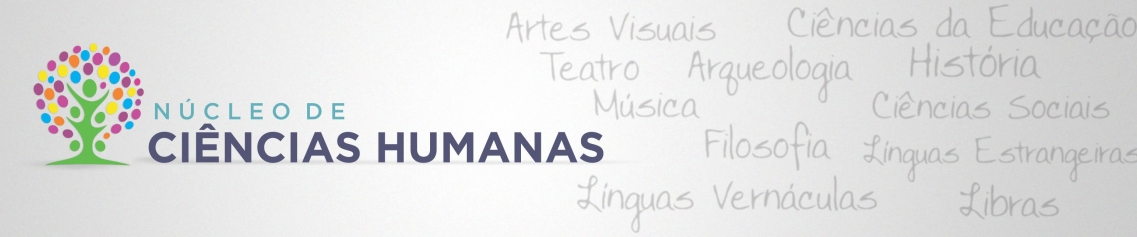 NÚCLEO DE
CIÊNCIAS HUMANAS
Artes Visuais
Ciências da Educação
Teatro
Arqueologia
História
Música
Ciências Sociais
Filosofia
Línguas Estrangeiras
Línguas Vernáculas
Libras